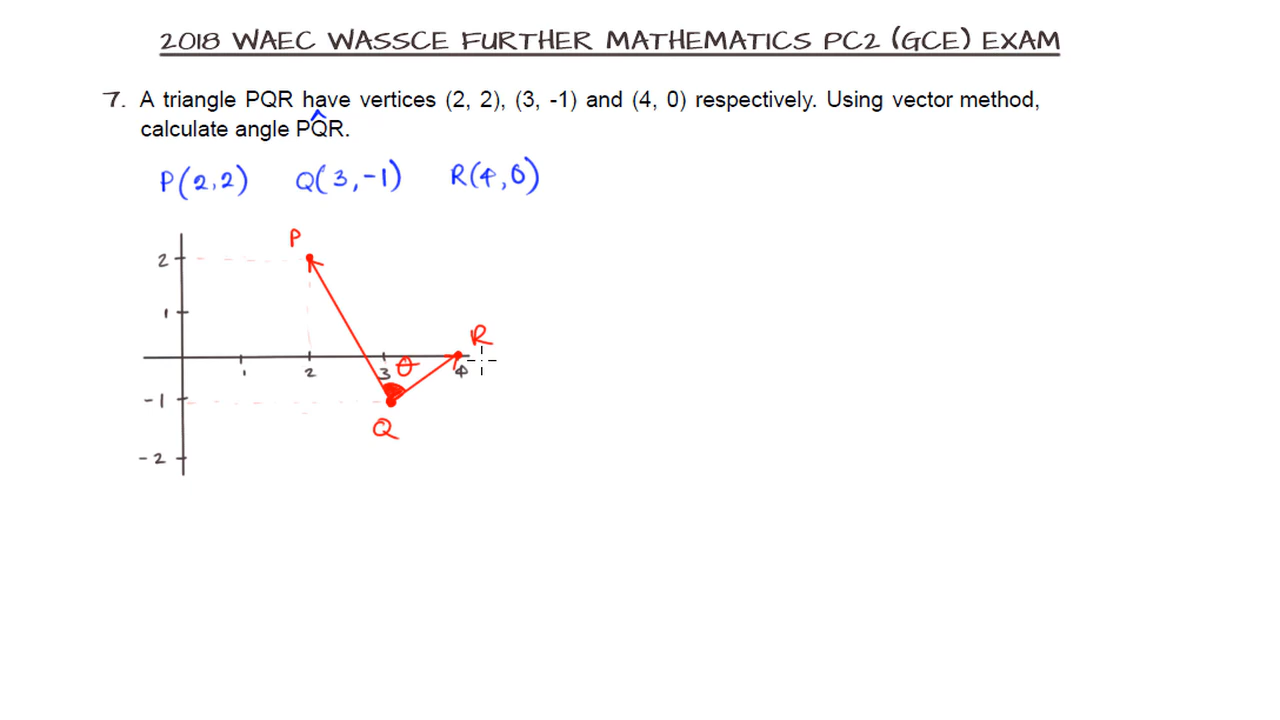 2018 WAEC WASSCE FURTHER MATHEMATICS PC2 (GCE) EXAM
7. A triangle PQR have vertices (2, 2), (3, -1) and (4, 0) respectively. Using vector method,
calculate angle PQ̂R.
P(2,2) Q(3,-1) R(4,0)
P
2
1
R
1 2 3 θ 4
-1
Q
-2